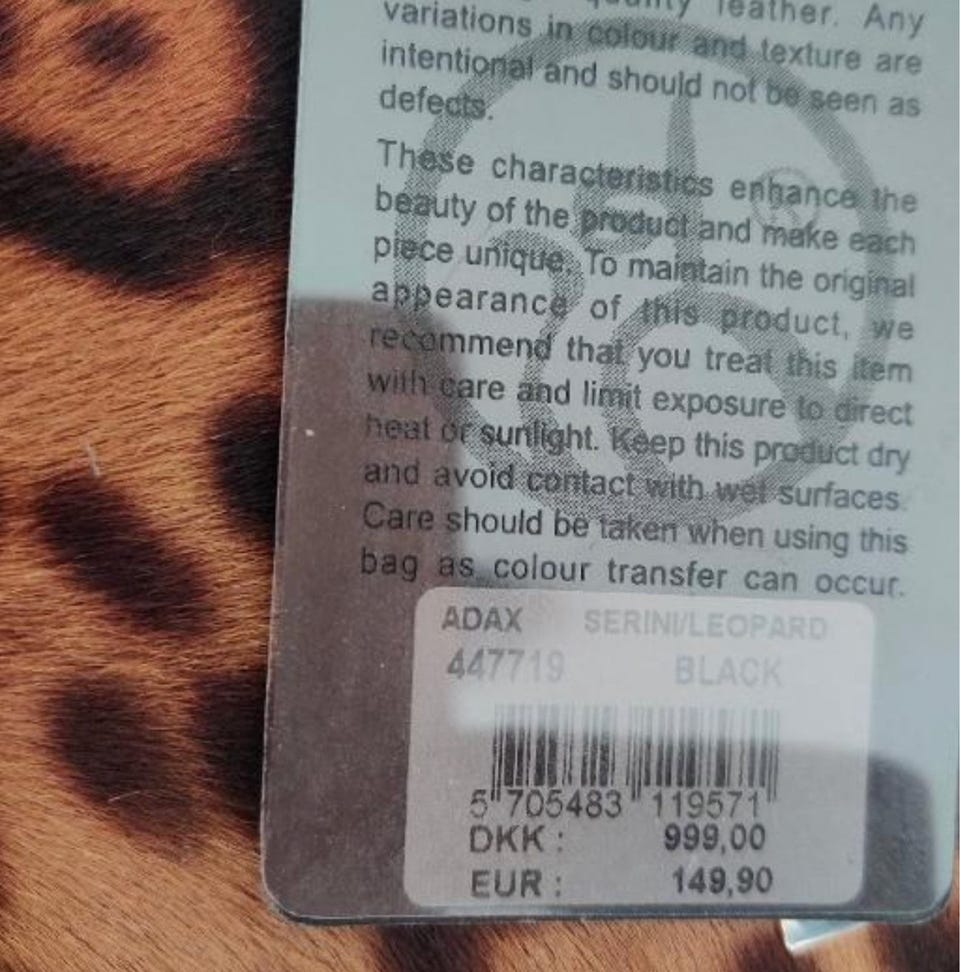 quality leather. Any
variations in colour and texture are
intentional and should not be seen as
defects.
These characteristics enhance the
beauty of the product and make each
piece unique. To maintain the original
appearance of this product, we
recommend that you treat this item
with care and limit exposure to direct
heat or sunlight. Keep this product dry
and avoid contact with wet surfaces.
Care should be taken when using this
bag as colour transfer can occur.
ADAX SERINI/LEOPARD
447719 BLACK
5 705483 119571
DKK : 999,00
EUR : 149,90